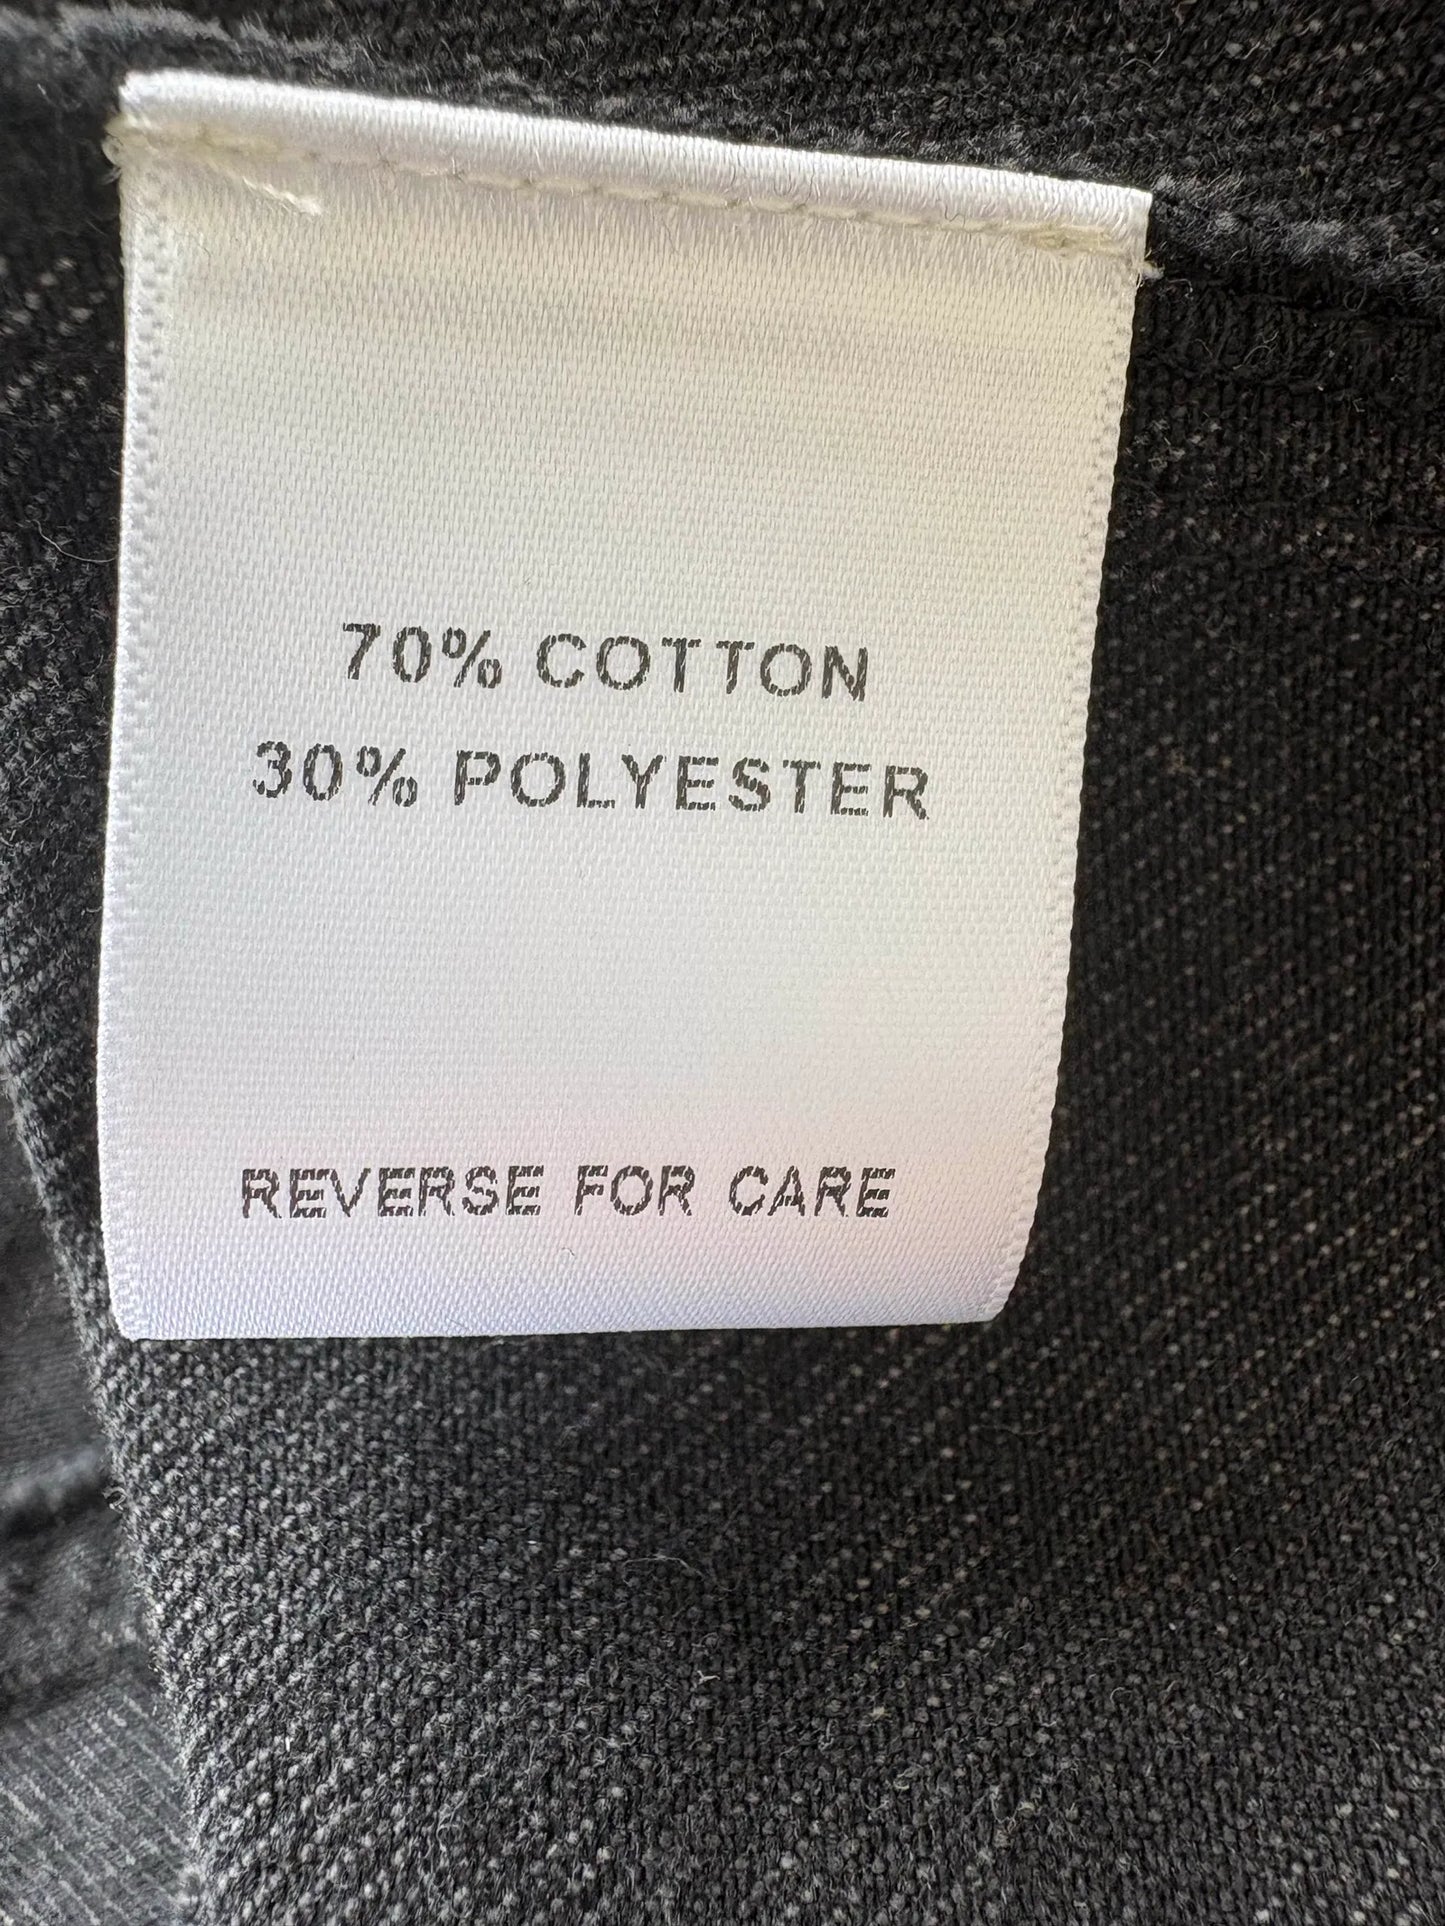 70% COTTON
30% POLYESTER
REVERSE FOR CARE